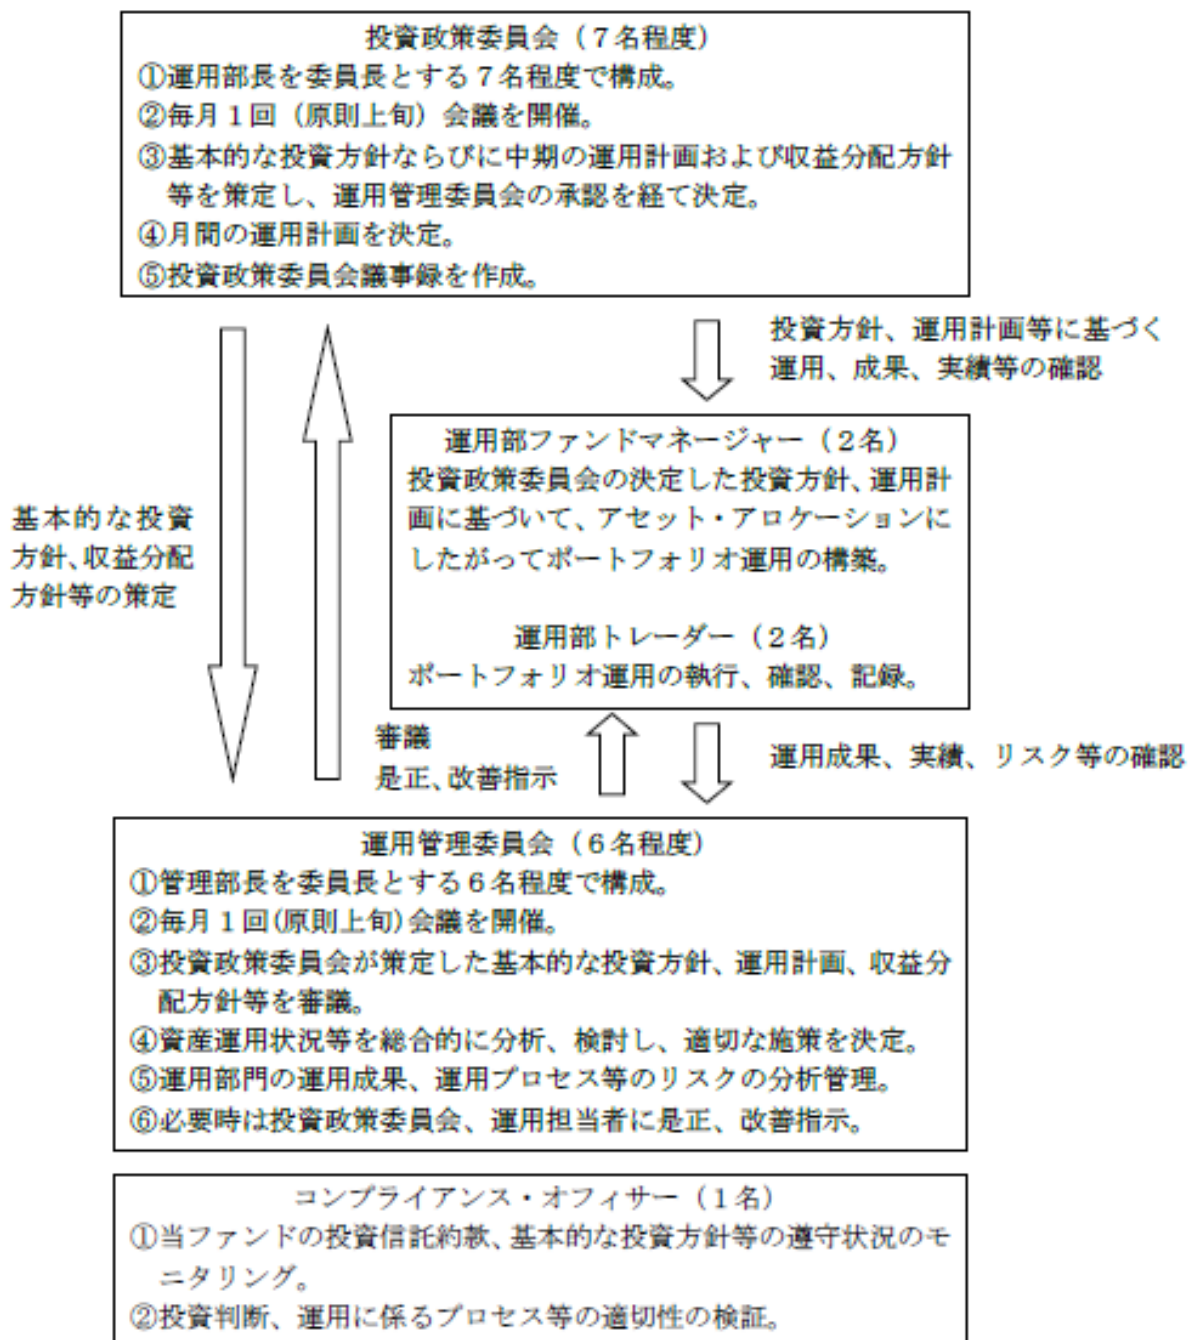 投資政策委員会（７名程度）
①運用部長を委員長とする７名程度で構成。
②毎月１回（原則上旬）会議を開催。
③基本的な投資方針ならびに中期の運用計画および収益分配方針
等を策定し、運用管理委員会の承認を経て決定。
④月間の運用計画を決定。
⑤投資政策委員会議事録を作成。
投資方針、運用計画等に基づく
運用、成果、実績等の確認
基本的な投資
方針、収益分配
方針等の策定
運用部ファンドマネージャー（２名）
投資政策委員会の決定した投資方針、運用計
画に基づいて、アセット・アロケーションに
したがってポートフォリオ運用の構築。
運用部トレーダー（２名）
ポートフォリオ運用の執行、確認、記録。
審議
是正、改善指示
運用成果、実績、リスク等の確認
運用管理委員会（６名程度）
①管理部長を委員長とする６名程度で構成。
②毎月１回(原則上旬)会議を開催。
③投資政策委員会が策定した基本的な投資方針、運用計画、収益分
配方針等を審議。
④資産運用状況等を総合的に分析、検討し、適切な施策を決定。
⑤運用部門の運用成果、運用プロセス等のリスクの分析管理。
⑥必要時は投資政策委員会、運用担当者に是正、改善指示。
コンプライアンス・オフィサー（１名）
①当ファンドの投資信託約款、基本的な投資方針等の遵守状況のモ
ニタリング。
②投資判断、運用に係るプロセス等の適切性の検証。